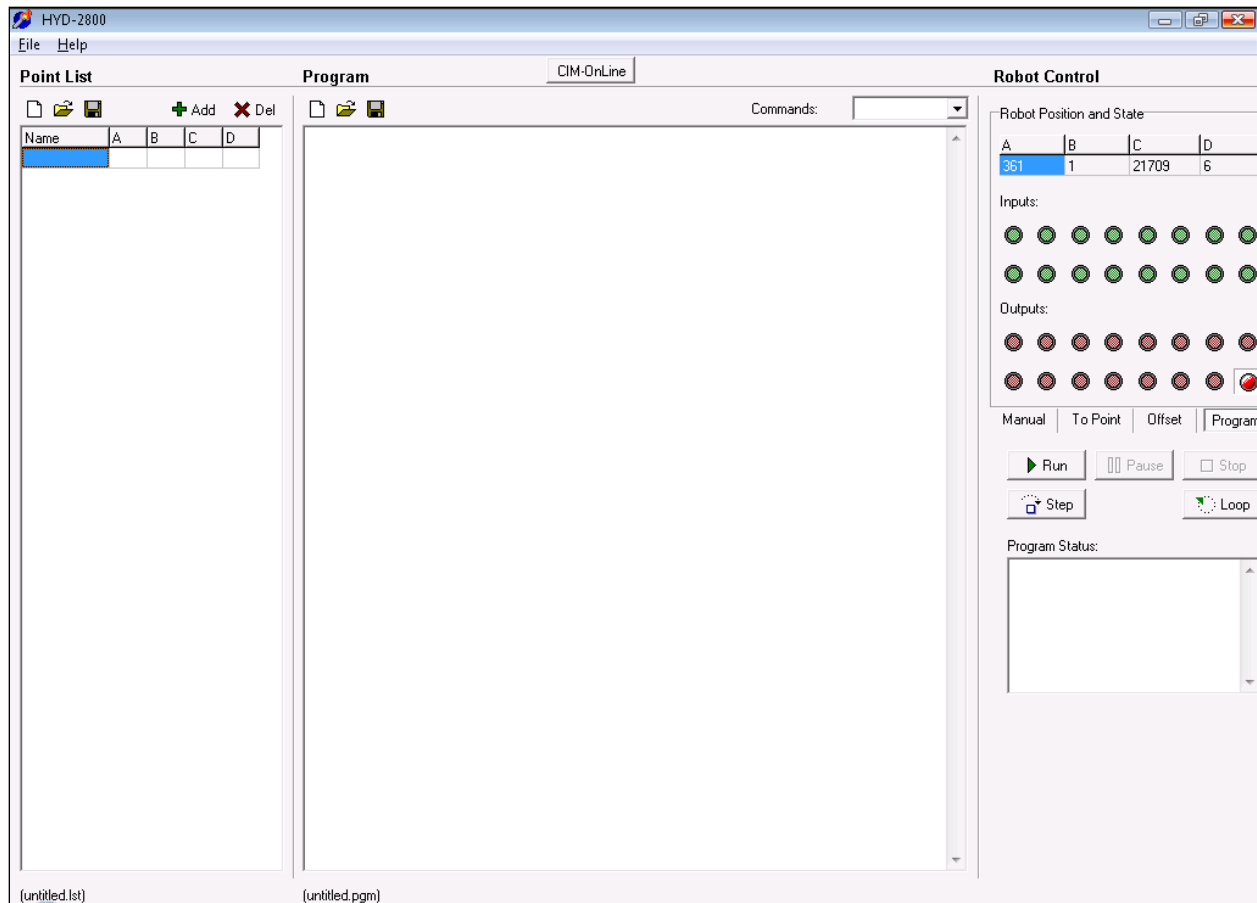 HYD-2800
File Help
Point List
Program
CIM-OnLine
Robot Control
Add Del
Commands:
Robot Position and State
Name A B C D
A B C D
361 1 21709 6
Inputs:
Outputs:
Manual To Point Offset Program
Run Pause Stop
Step Loop
Program Status:
(untitled.lst)
(untitled.pgm)